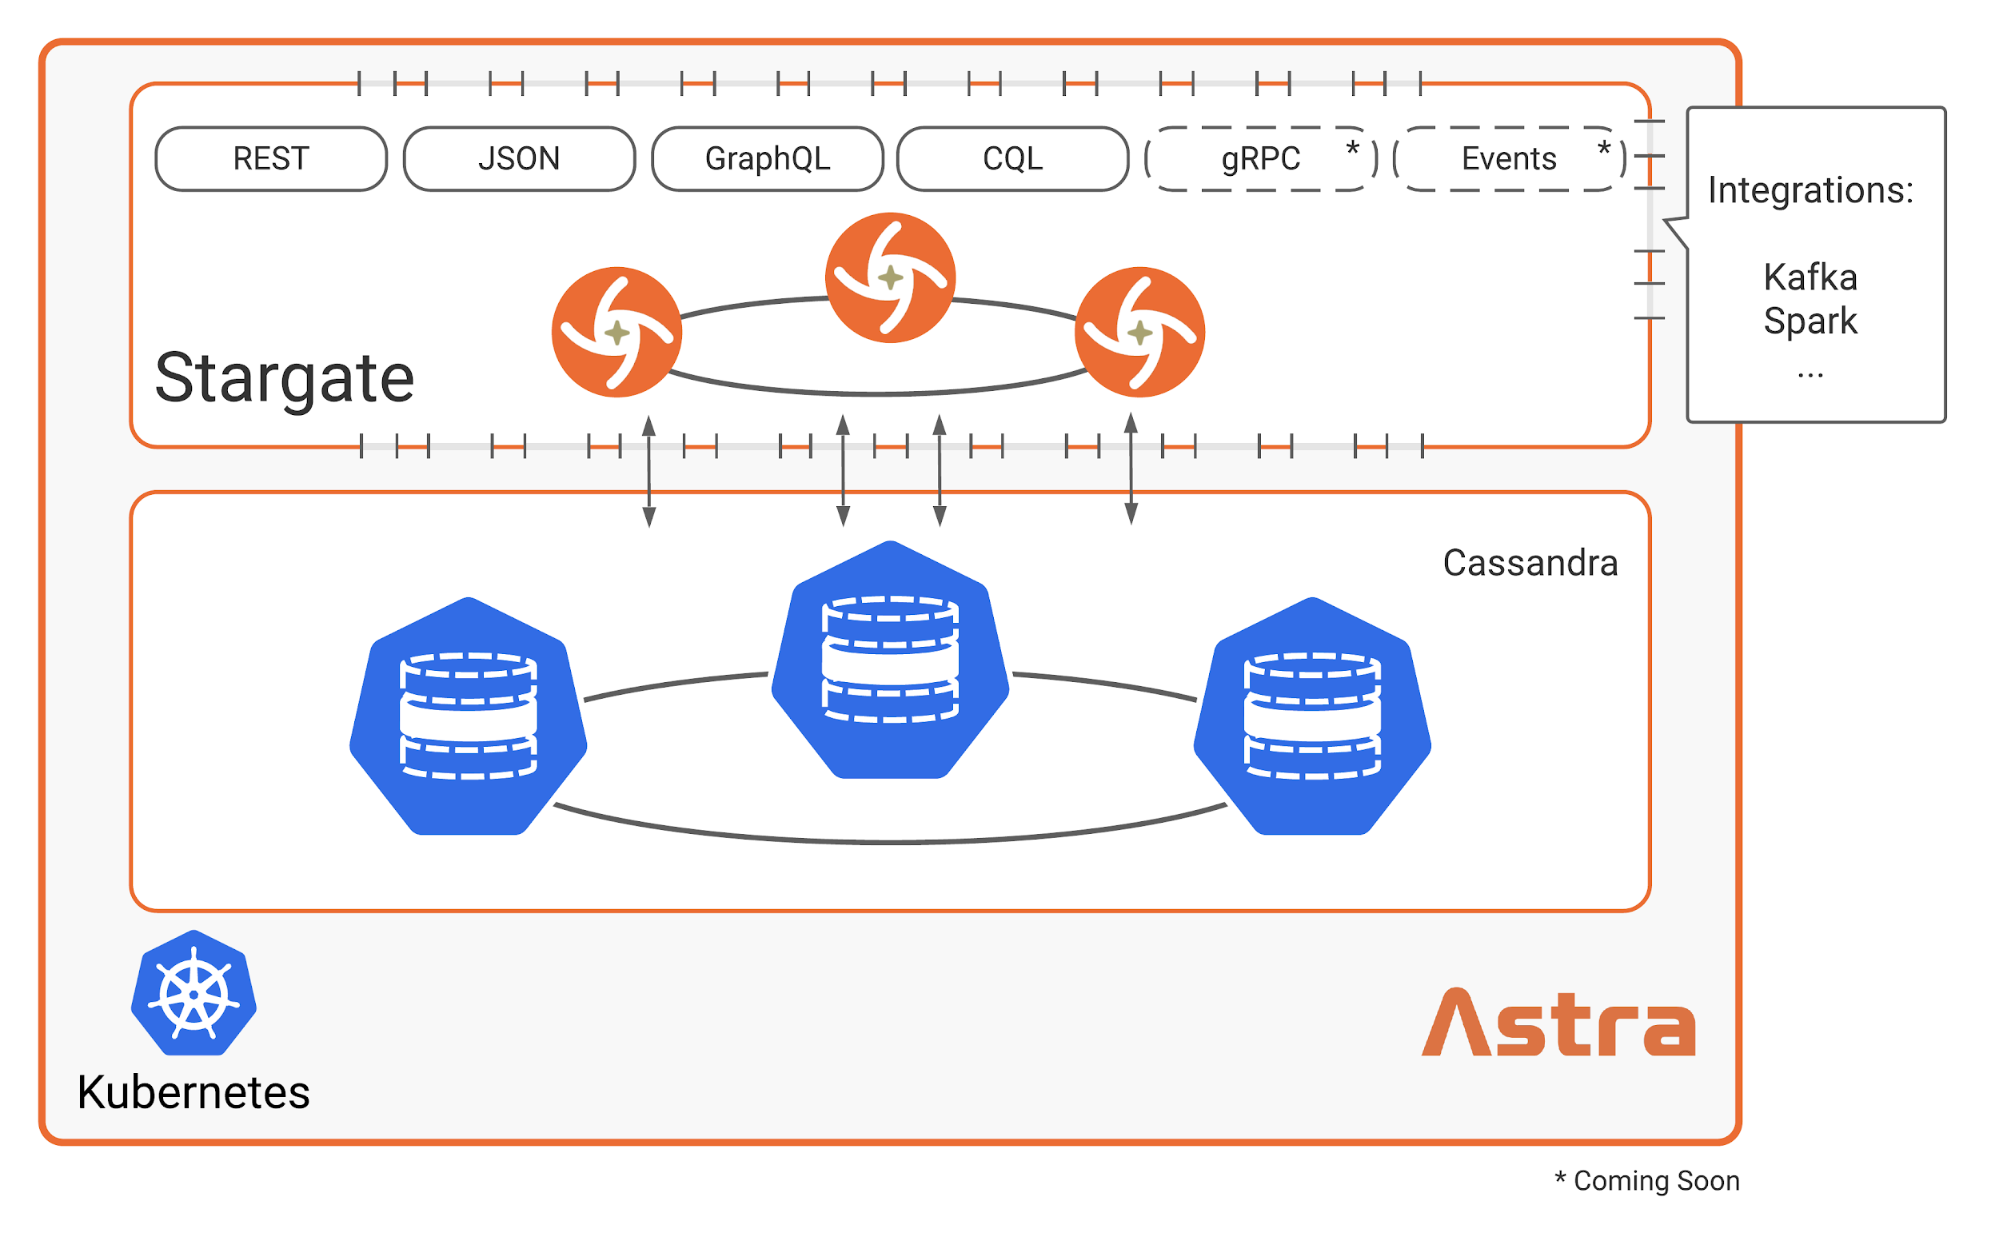 REST
JSON
GraphQL
CQL
gRPC *
Events *
Integrations:
Kafka
Spark
...
Stargate
Cassandra
Kubernetes
Astra
* Coming Soon